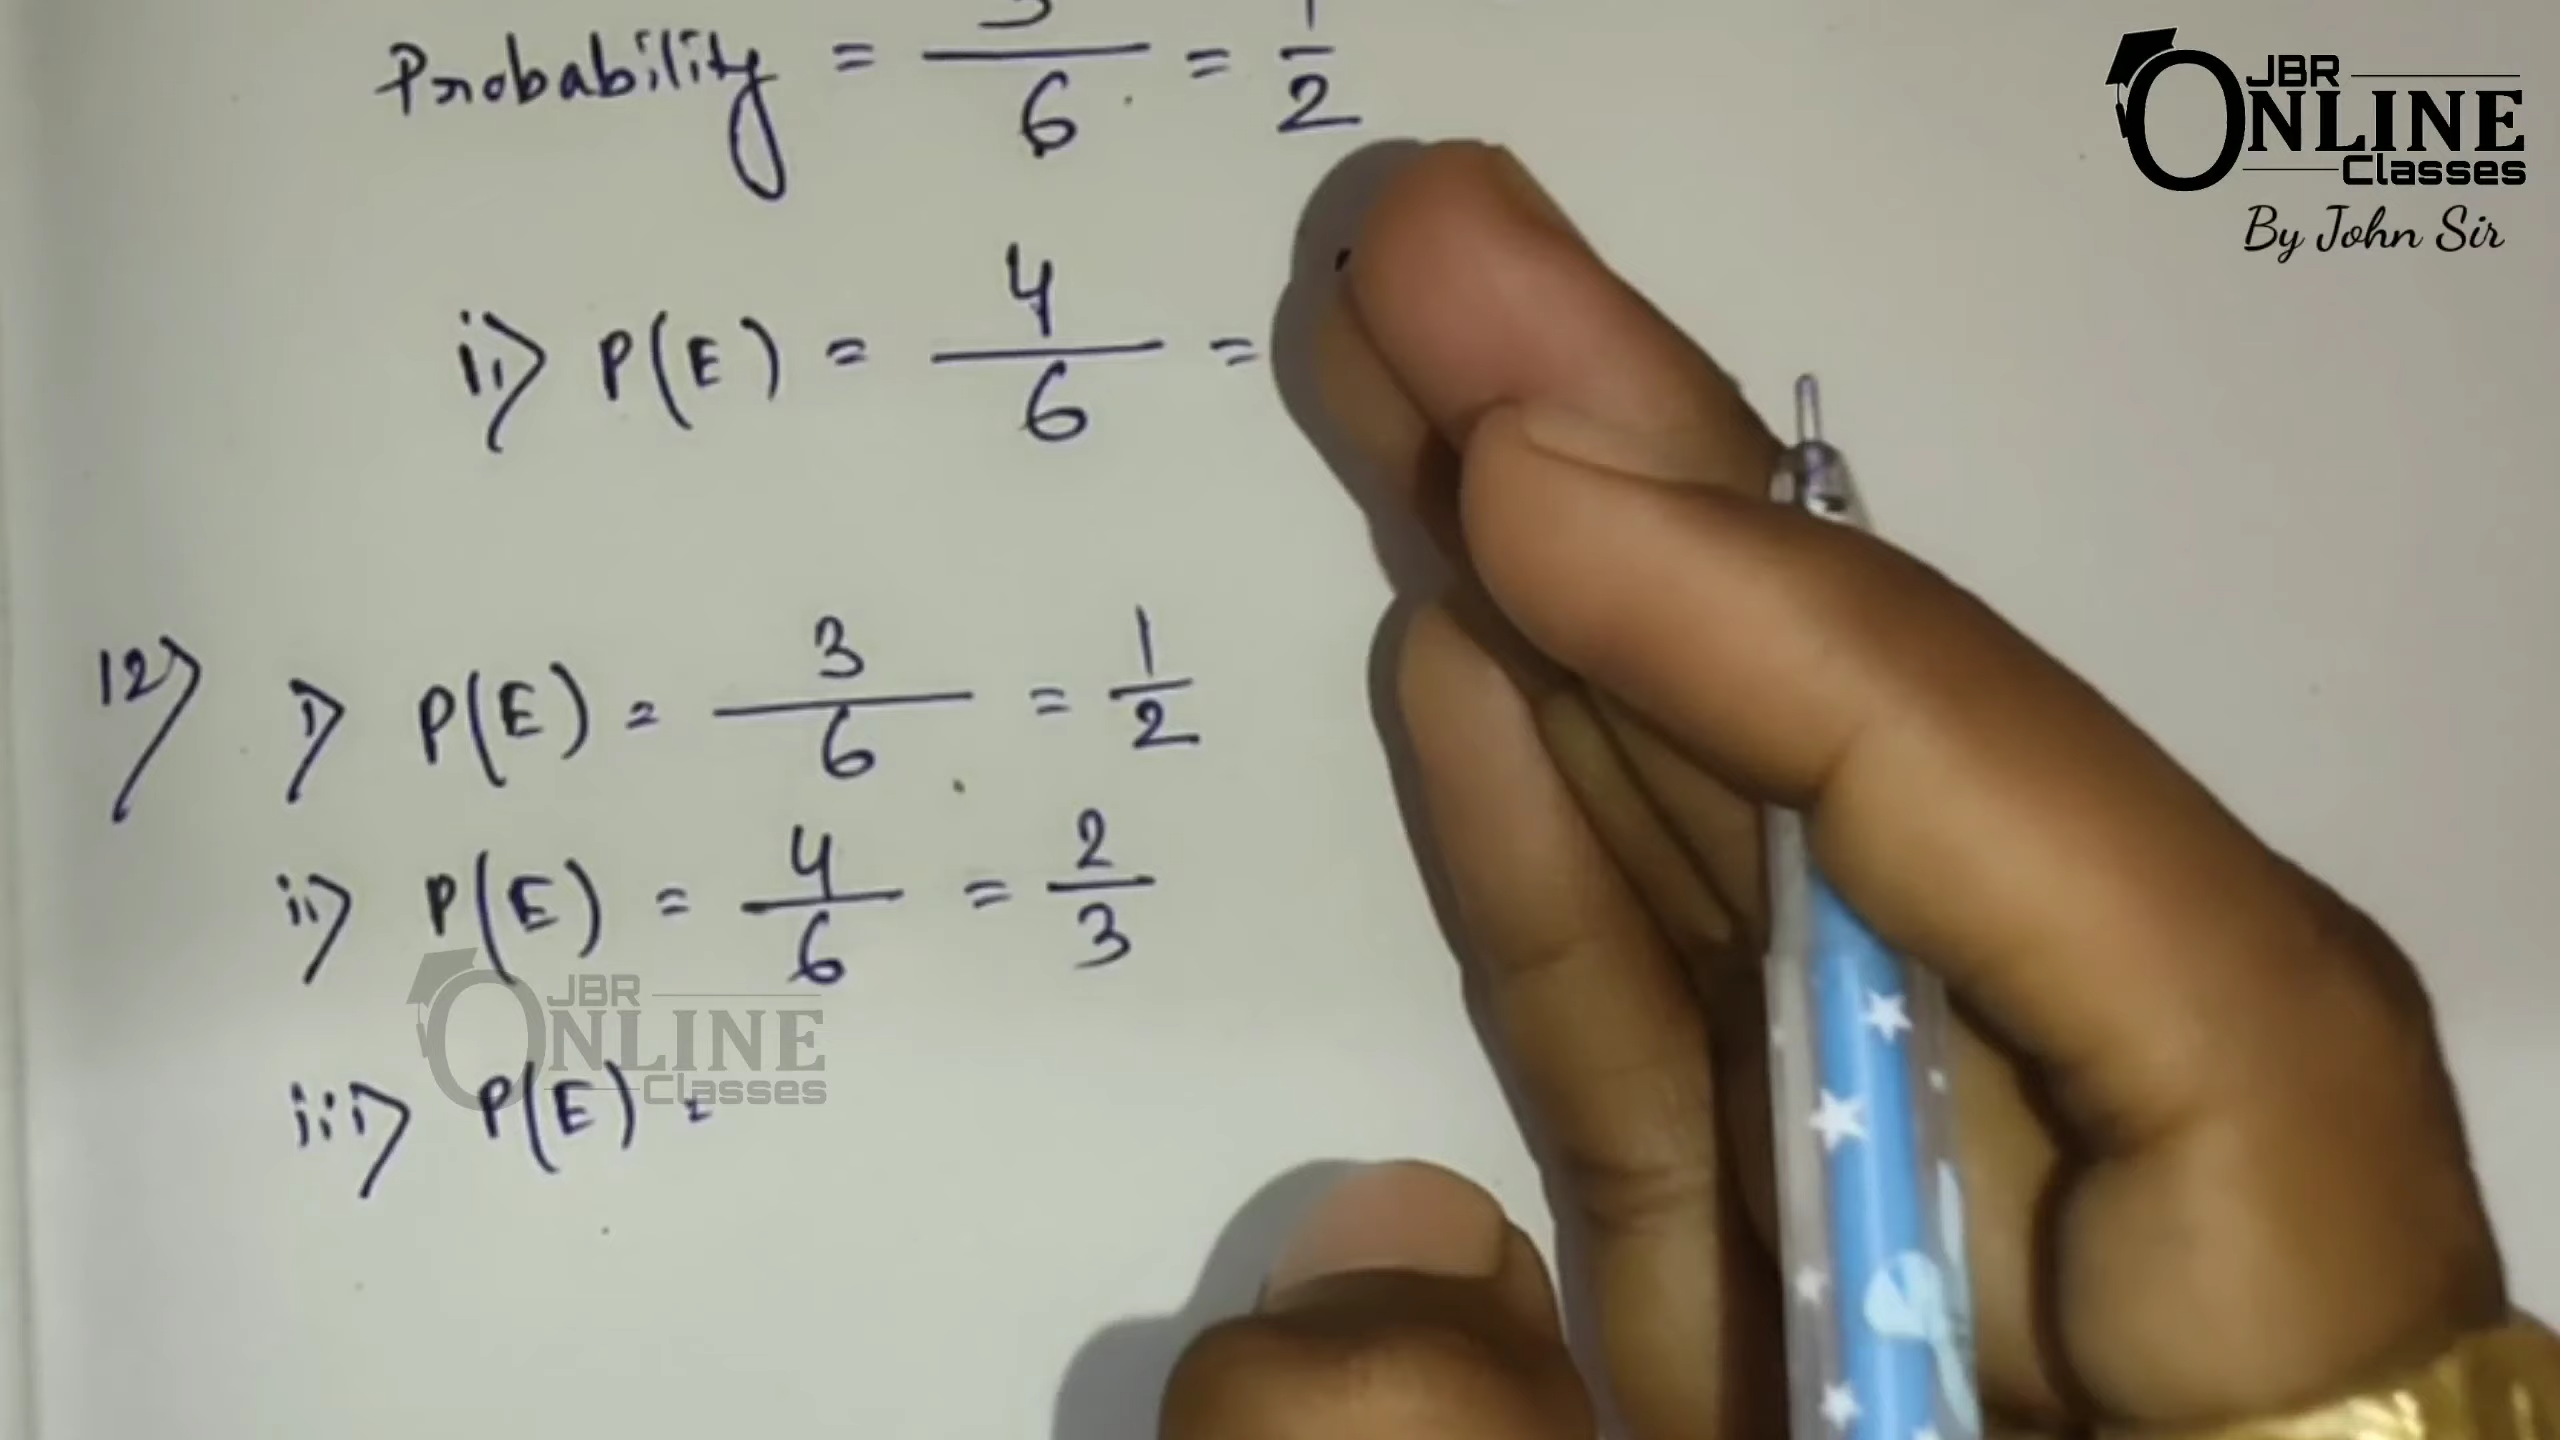 Probability = 3/6 = 1/2
JBR
ONLINE
Classes
By John Sir
ii) P(E) = 4/6 =
12) i) P(E) = 3/6 = 1/2
ii) P(E) = 4/6 = 2/3
JBR
ONLINE
Classes
iii) P(E) =